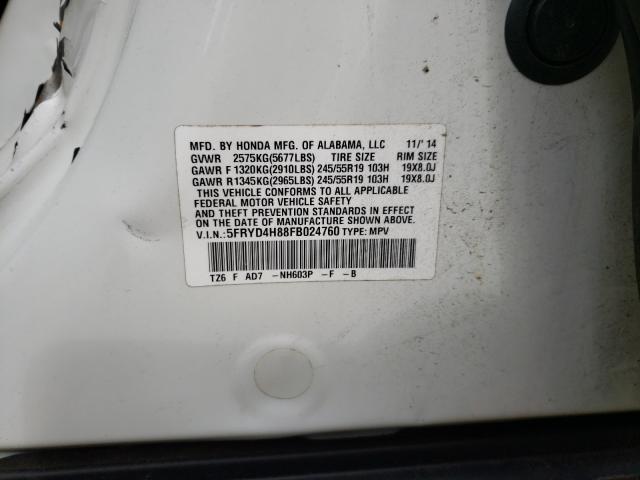 MFD. BY HONDA MFG. OF ALABAMA, LLC 11/'14
GVWR 2575KG(5677LBS) TIRE SIZE RIM SIZE
GAWR F 1320KG(2910LBS) 245/55R19 103H 19X8.0J
GAWR R1345KG(2965LBS) 245/55R19 103H 19X8.0J
THIS VEHICLE CONFORMS TO ALL APPLICABLE
FEDERAL MOTOR VEHICLE SAFETY
AND THEFT PREVENTION STANDARDS IN EFFECT
ON THE DATE OF MANUFACTURE SHOWN ABOVE.
V.I.N.:5FRYD4H88FB024760 TYPE: MPV
TZ6 F AD7 -NH603P -F -B